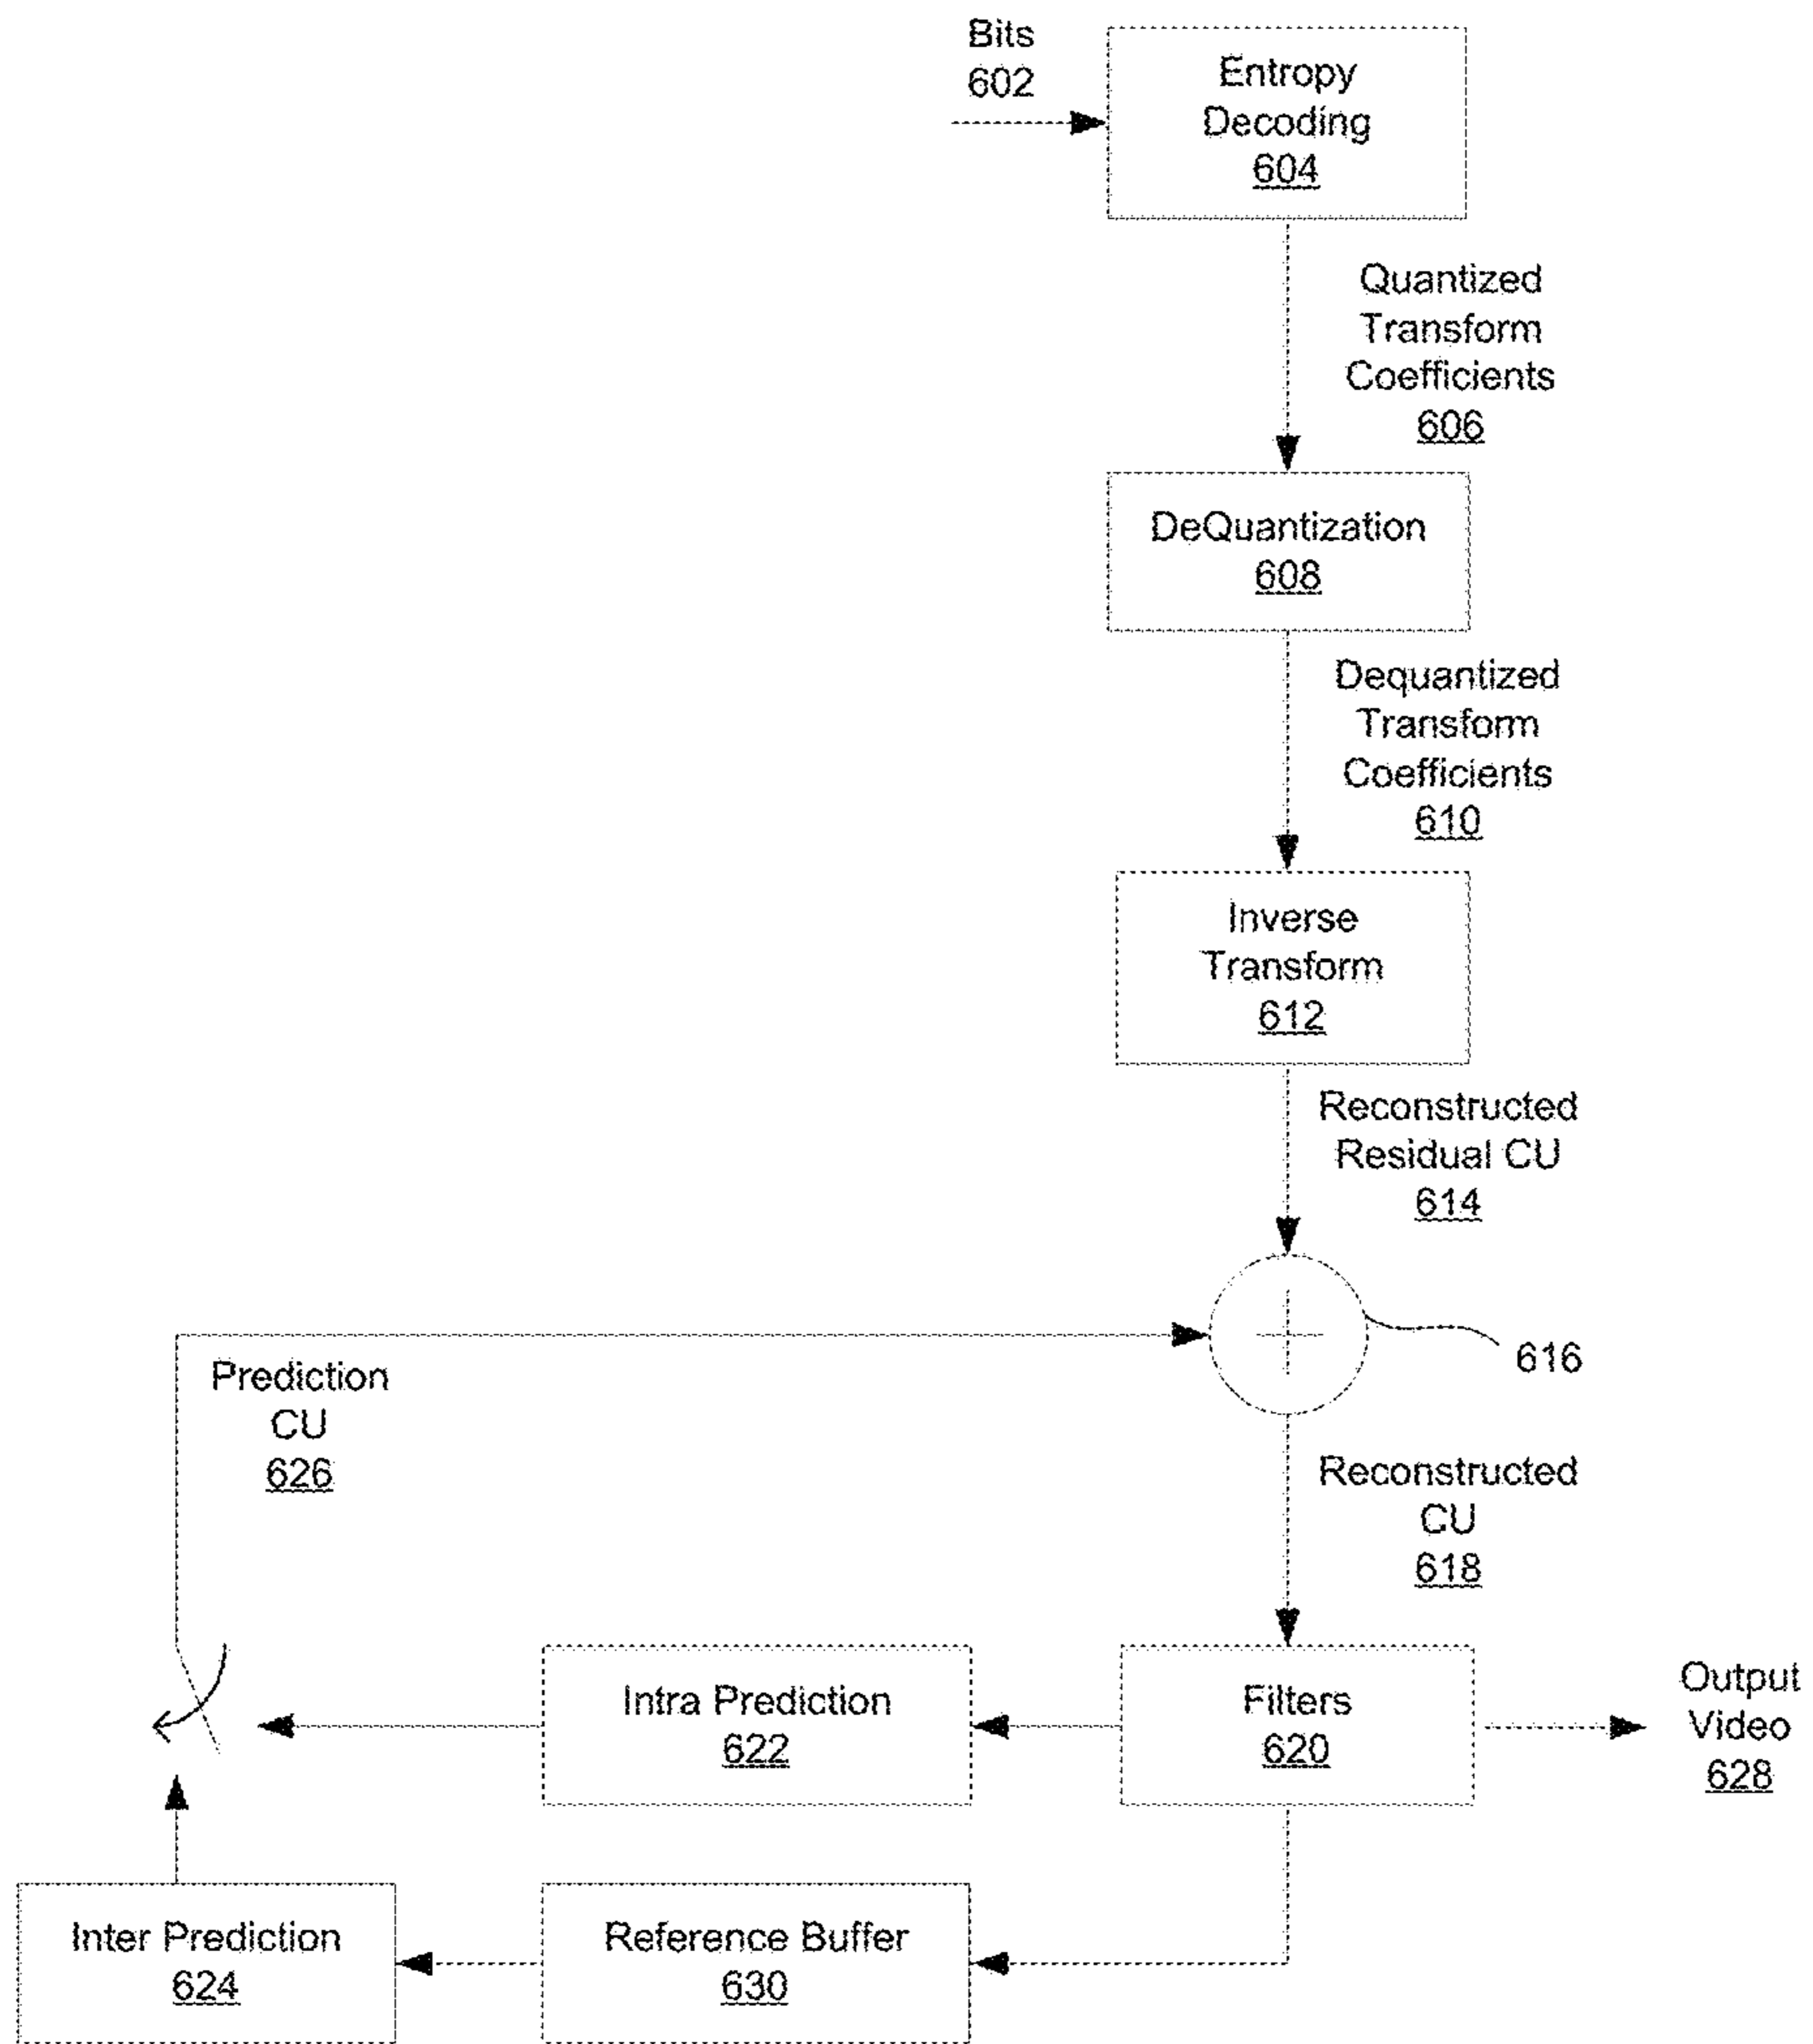 Bits
602
Entropy
Decoding
604
Quantized
Transform
Coefficients
606
DeQuantization
608
Dequantized
Transform
Coefficients
610
Inverse
Transform
612
Reconstructed
Residual CU
614
616
Prediction
CU
626
Reconstructed
CU
618
Intra Prediction
622
Filters
620
Output
Video
628
Inter Prediction
624
Reference Buffer
630